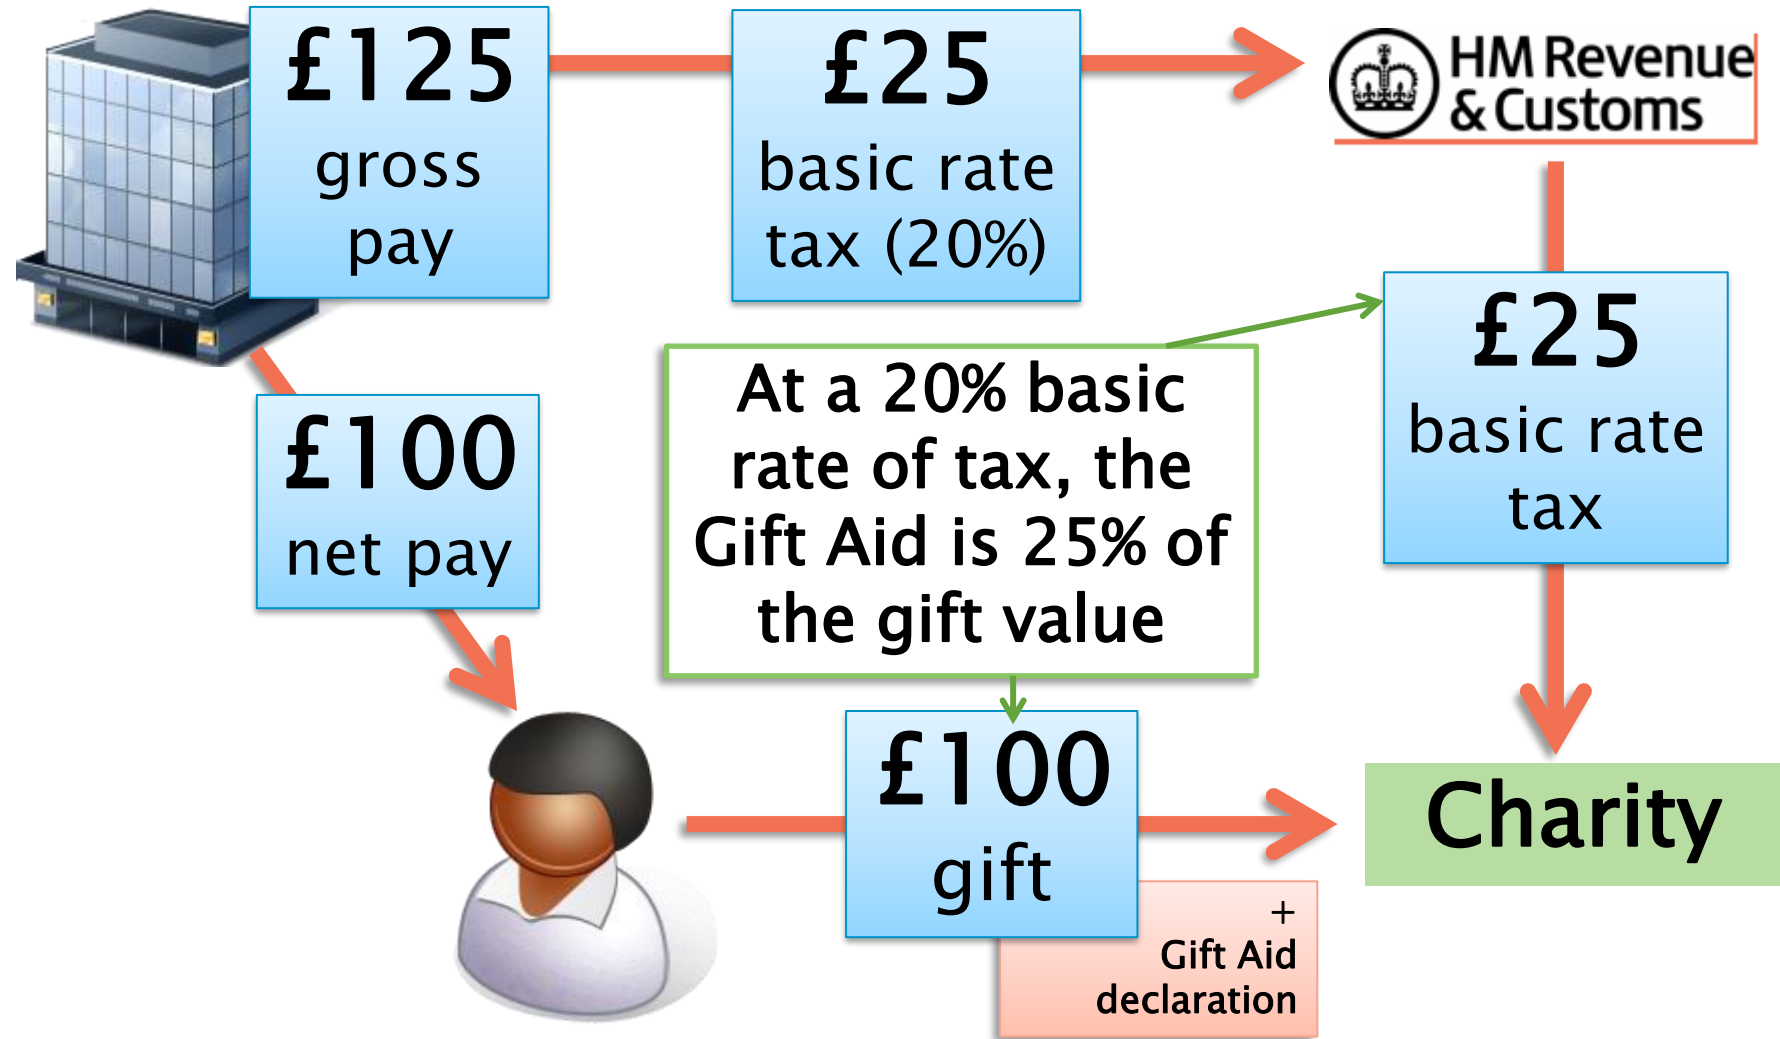 £125
gross
pay
£25
basic rate
tax (20%)
HM Revenue
& Customs
£100
net pay
At a 20% basic
rate of tax, the
Gift Aid is 25% of
the gift value
£25
basic rate
tax
£100
gift
+
Gift Aid
declaration
Charity